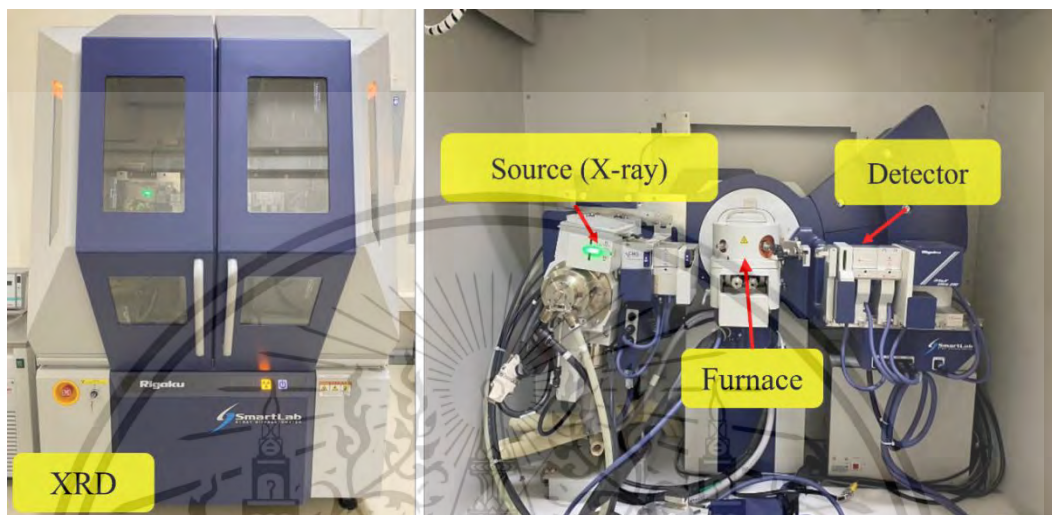 Source (X-ray)
Detector
Furnace
XRD
Rigaku
SmartLab
Rigaku
SmartLab